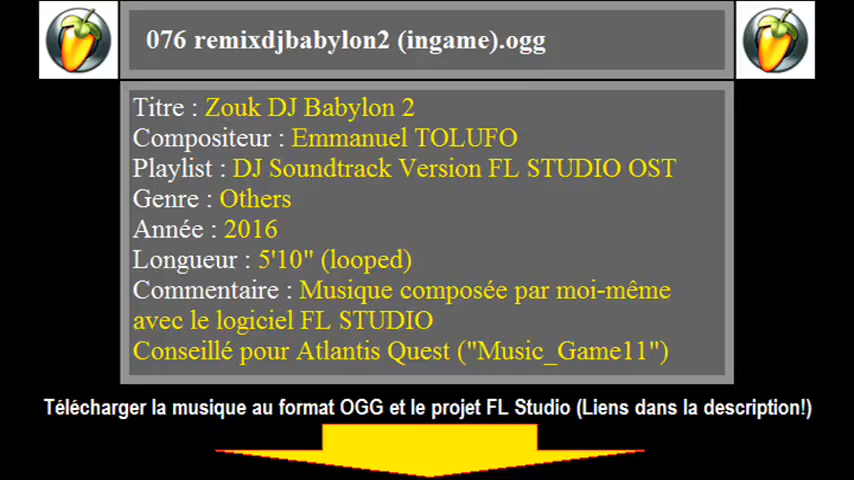 076 remixdjbabylon2 (ingame).ogg
Titre : Zouk DJ Babylon 2
Compositeur : Emmanuel TOLUFO
Playlist : DJ Soundtrack Version FL STUDIO OST
Genre : Others
Année : 2016
Longueur : 5'10" (looped)
Commentaire : Musique composée par moi-même
avec le logiciel FL STUDIO
Conseillé pour Atlantis Quest ("Music_Game11")
Télécharger la musique au format OGG et le projet FL Studio (Liens dans la description!)